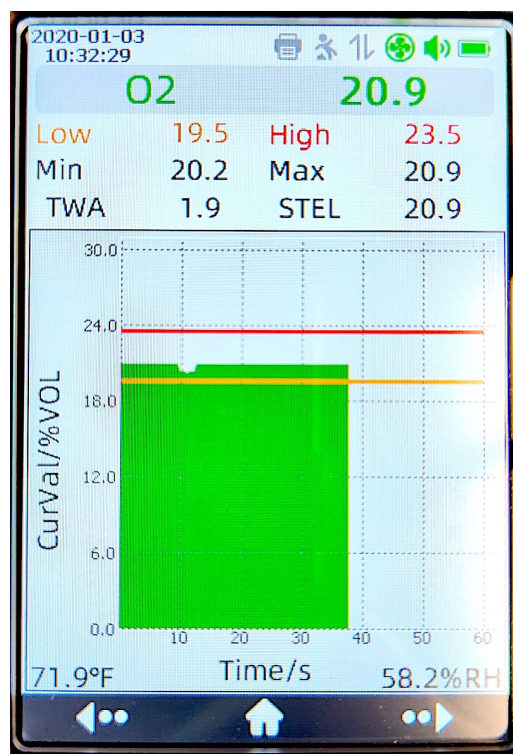 2020-01-03
10:32:29
O2 20.9
Low 19.5 High 23.5
Min 20.2 Max 20.9
TWA 1.9 STEL 20.9
30.0
24.0
18.0
12.0
6.0
0.0
CurVal/%VOL
10 20 30 40 50 60
71.9°F Time/s 58.2%RH